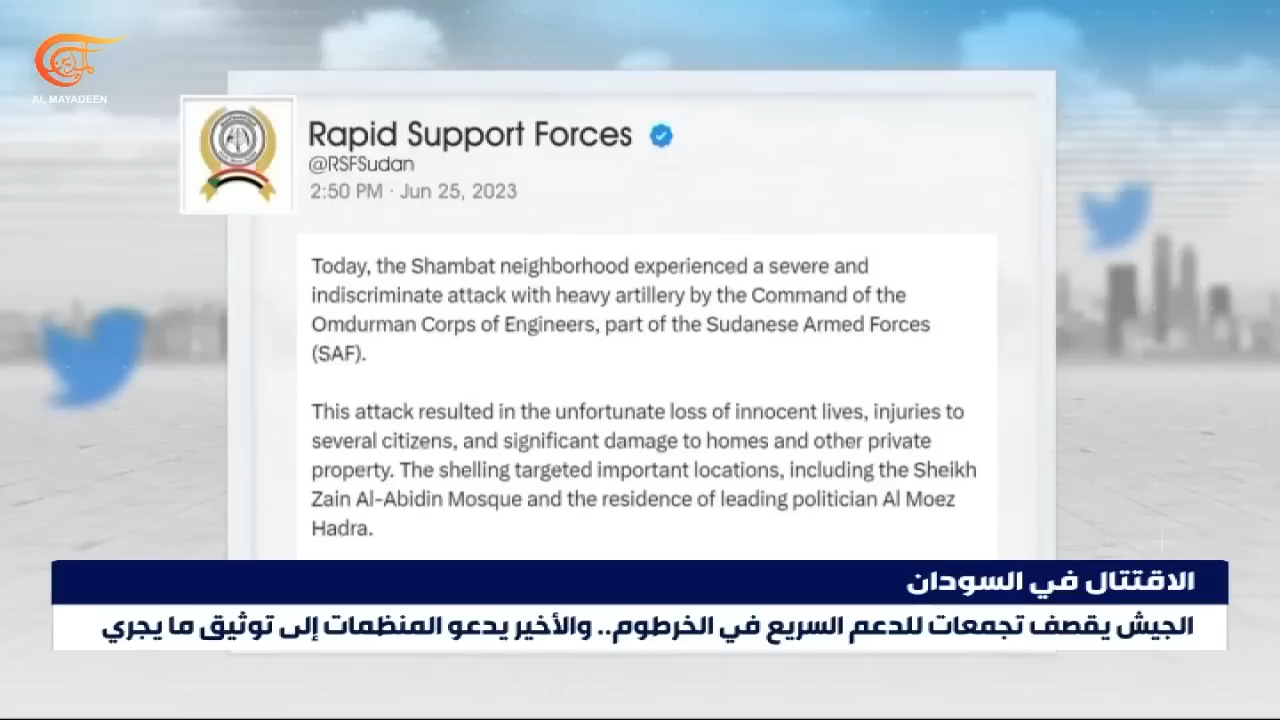 AL MAYADEEN
Rapid Support Forces
@RSFSudan
2:50 PM · Jun 25, 2023
Today, the Shambat neighborhood experienced a severe and
indiscriminate attack with heavy artillery by the Command of the
Omdurman Corps of Engineers, part of the Sudanese Armed Forces
(SAF).
This attack resulted in the unfortunate loss of innocent lives, injuries to
several citizens, and significant damage to homes and other private
property. The shelling targeted important locations, including the Sheikh
Zain Al-Abidin Mosque and the residence of leading politician Al Moez
Hadra.
الاقتتال في السودان
الجيش يقصف تجمعات للدعم السريع في الخرطوم.. والأخير يدعو المنظمات إلى توثيق ما يجري